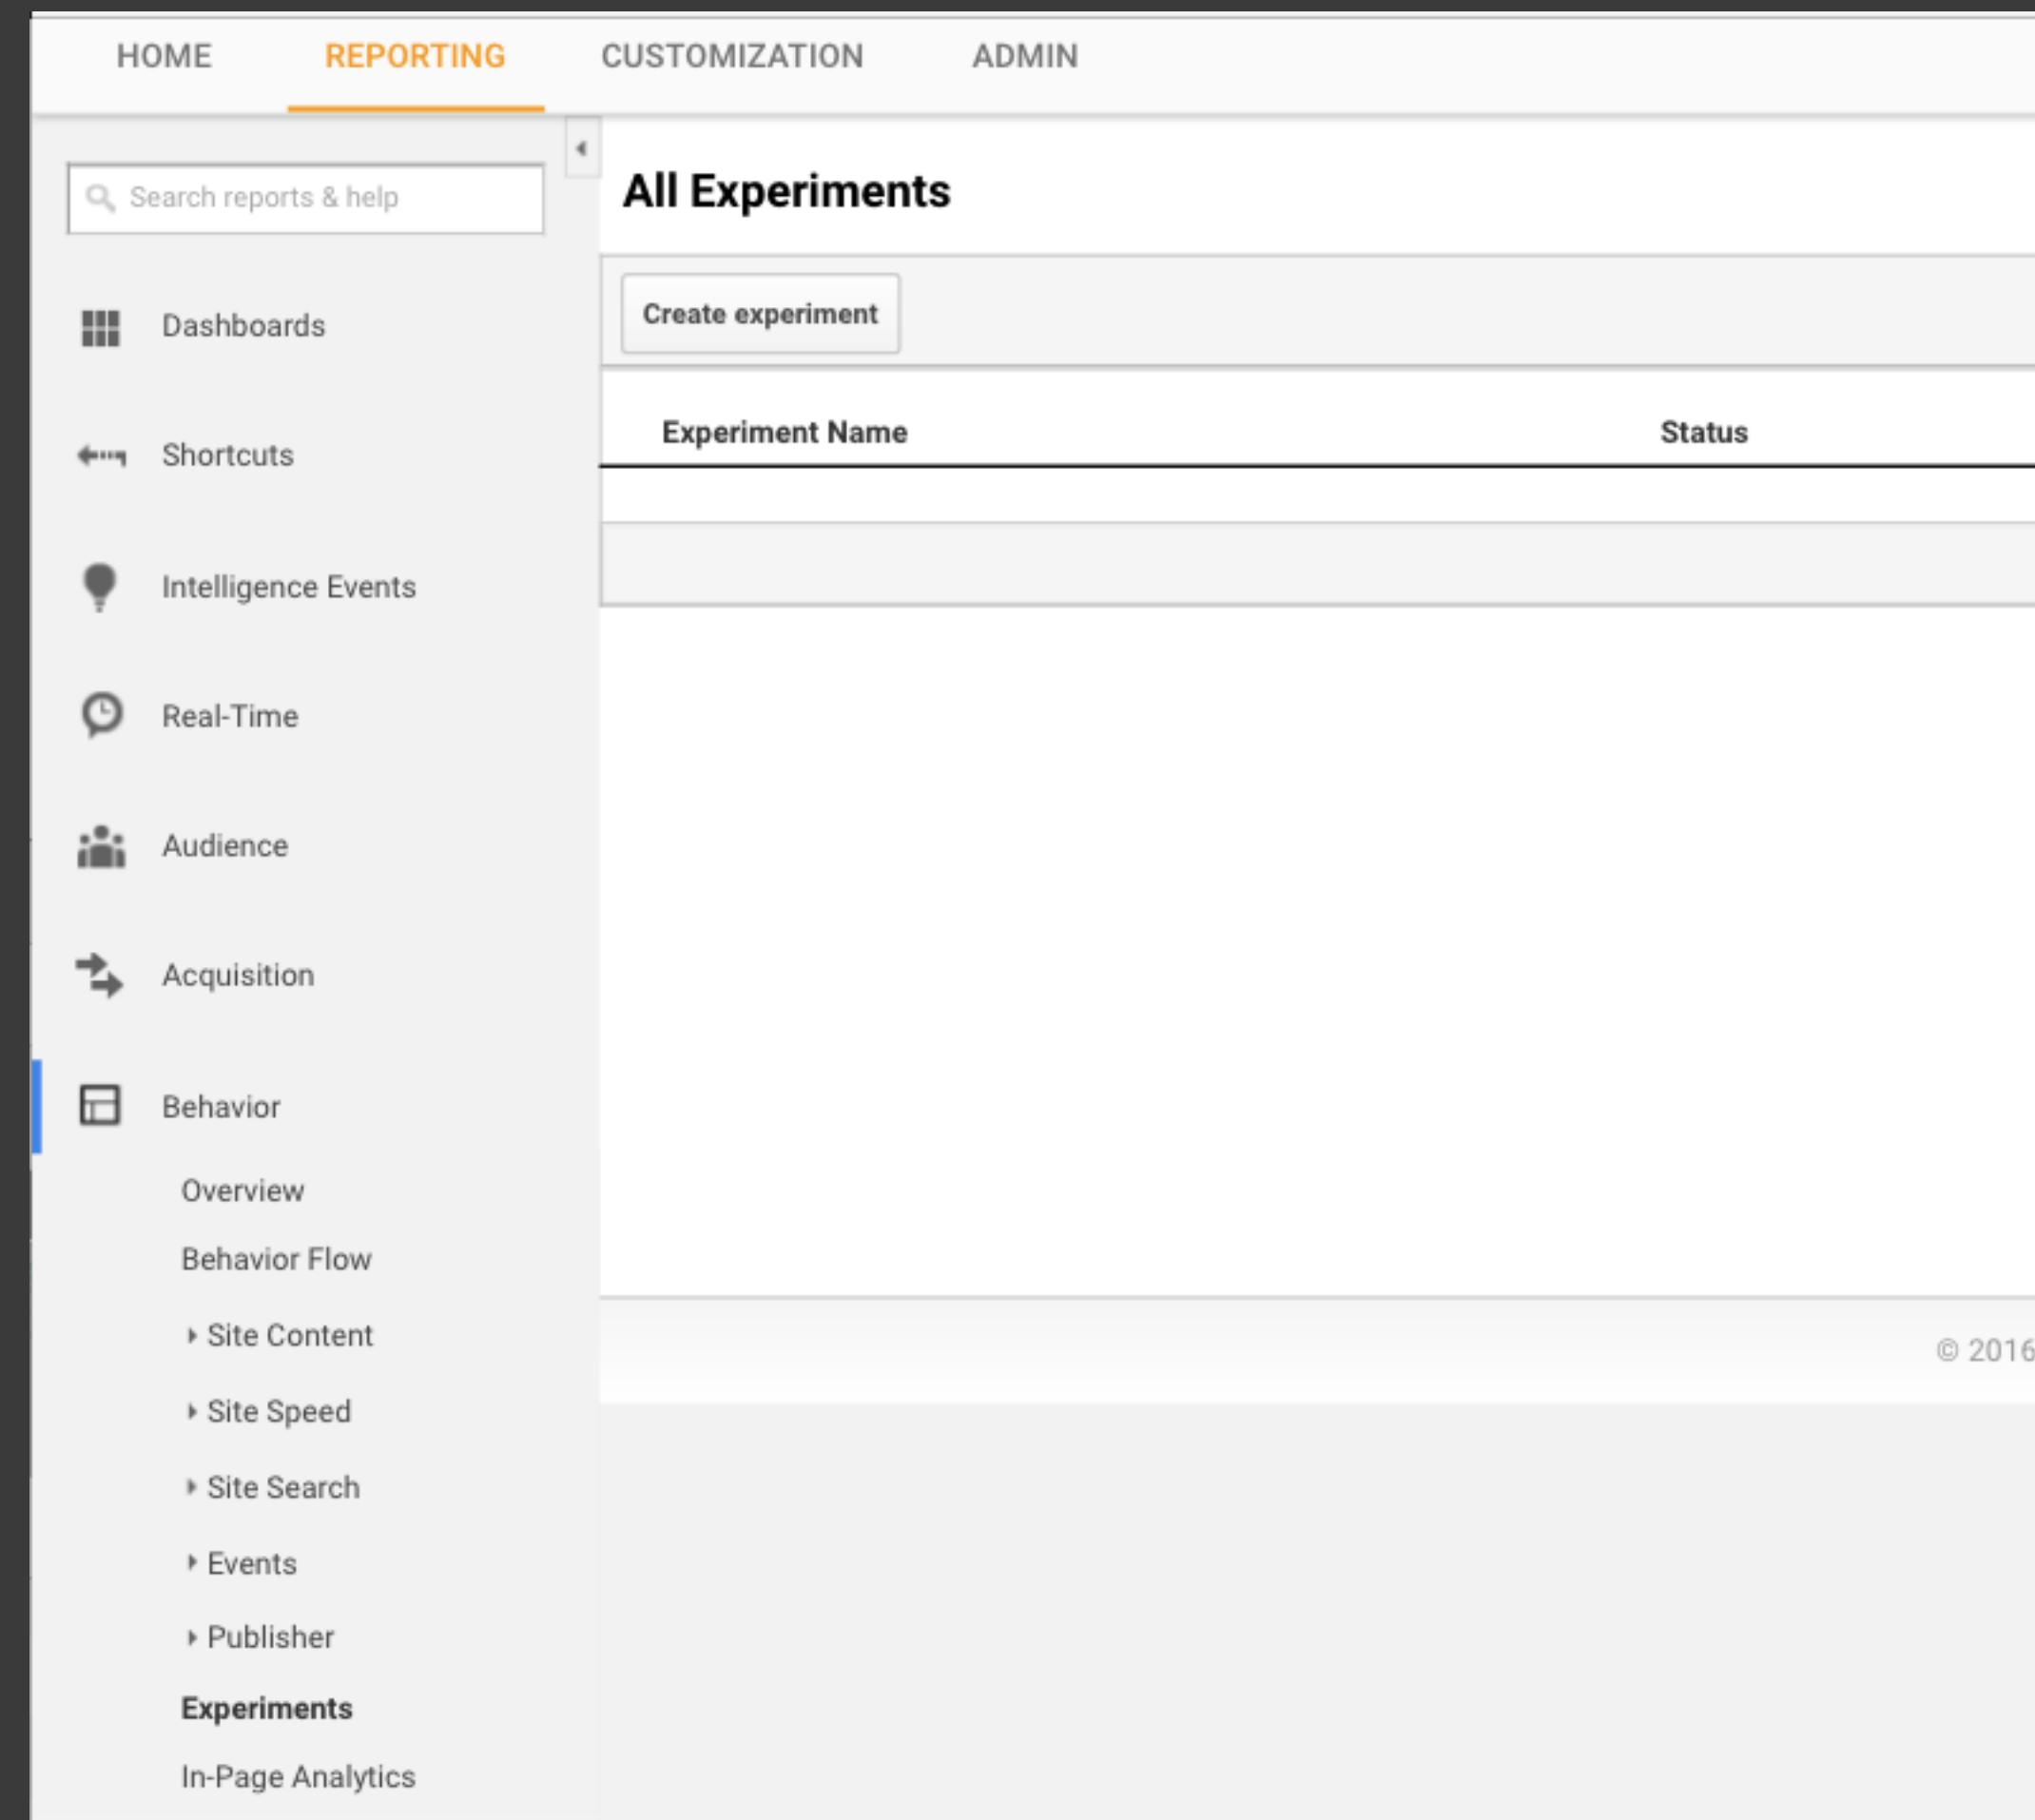 HOME REPORTING CUSTOMIZATION ADMIN
Search reports & help
Dashboards
Shortcuts
Intelligence Events
Real-Time
Audience
Acquisition
Behavior
Overview
Behavior Flow
Site Content
Site Speed
Site Search
Events
Publisher
Experiments
In-Page Analytics
All Experiments
Create experiment
Experiment Name Status
© 2016